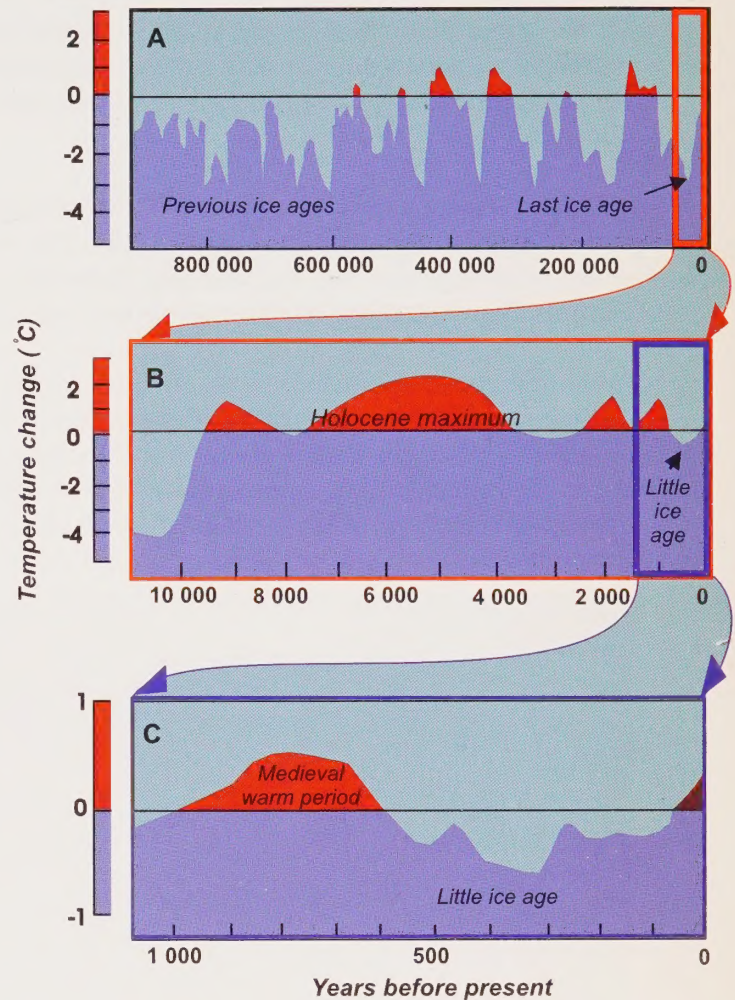 Temperature change (°C)
A
2
0
-2
-4
Previous ice ages
Last ice age
800 000 600 000 400 000 200 000 0
B
2
0
-2
-4
Holocene maximum
Little
ice
age
10 000 8 000 6 000 4 000 2 000 0
C
1
0
-1
Medieval
warm period
Little ice age
1 000 500 0
Years before present